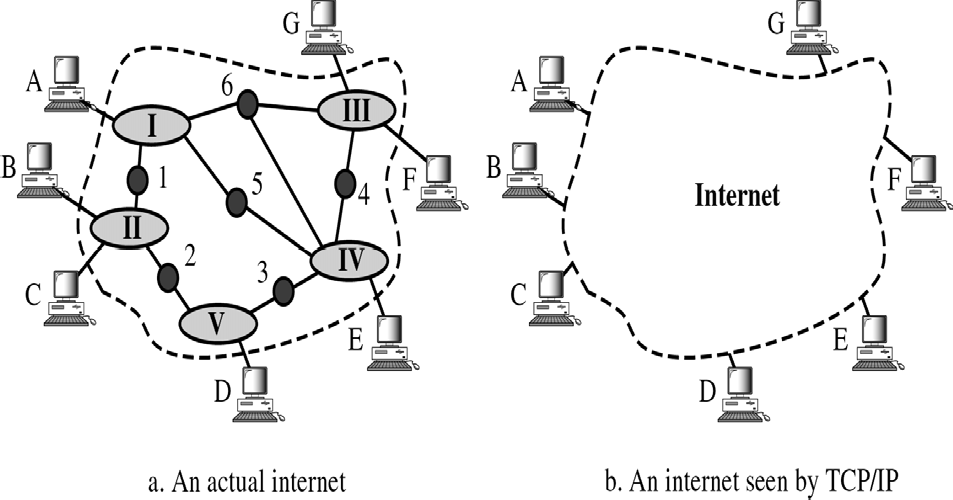 G
A
6
I
III
B
1
5
4
F
II
2
3
IV
C
V
E
D
a. An actual internet
G
A
B
Internet
F
C
E
D
b. An internet seen by TCP/IP